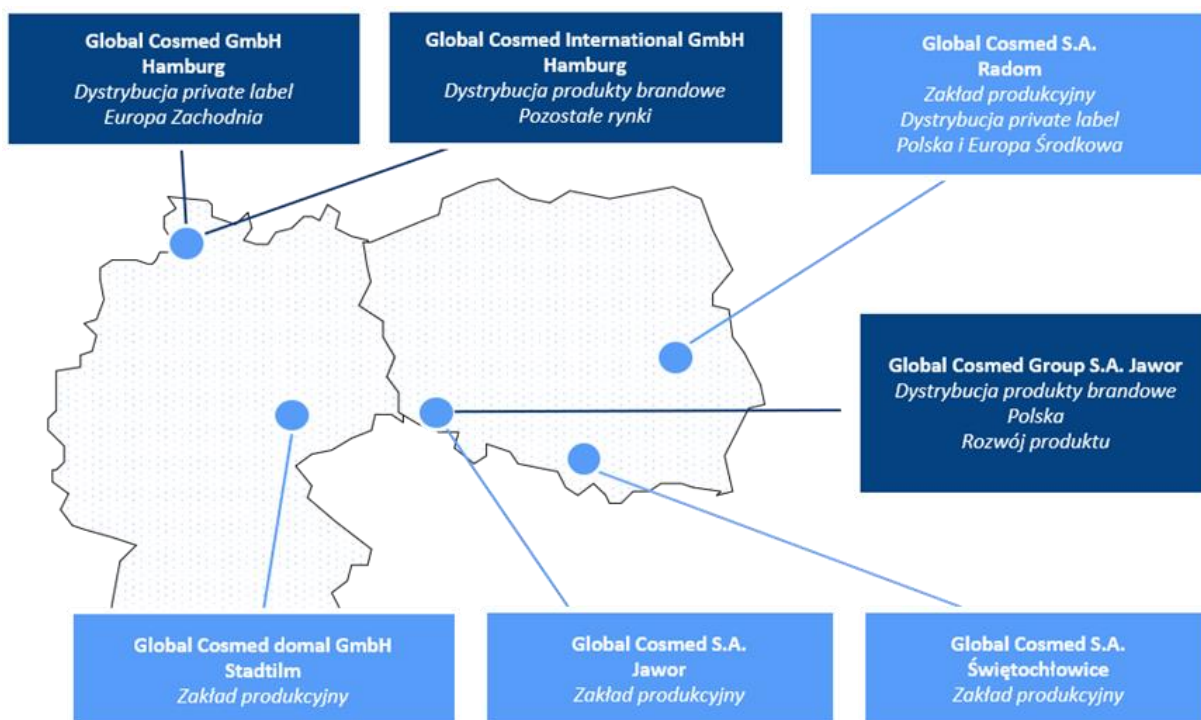 Global Cosmed GmbH
Hamburg
Dystrybucja private label
Europa Zachodnia
Global Cosmed International GmbH
Hamburg
Dystrybucja produkty brandowe
Pozostałe rynki
Global Cosmed S.A.
Radom
Zakład produkcyjny
Dystrybucja private label
Polska i Europa Środkowa
Global Cosmed Group S.A. Jawor
Dystrybucja produkty brandowe
Polska
Rozwój produktu
Global Cosmed domal GmbH
Stadtilm
Zakład produkcyjny
Global Cosmed S.A.
Jawor
Zakład produkcyjny
Global Cosmed S.A.
Świętochłowice
Zakład produkcyjny